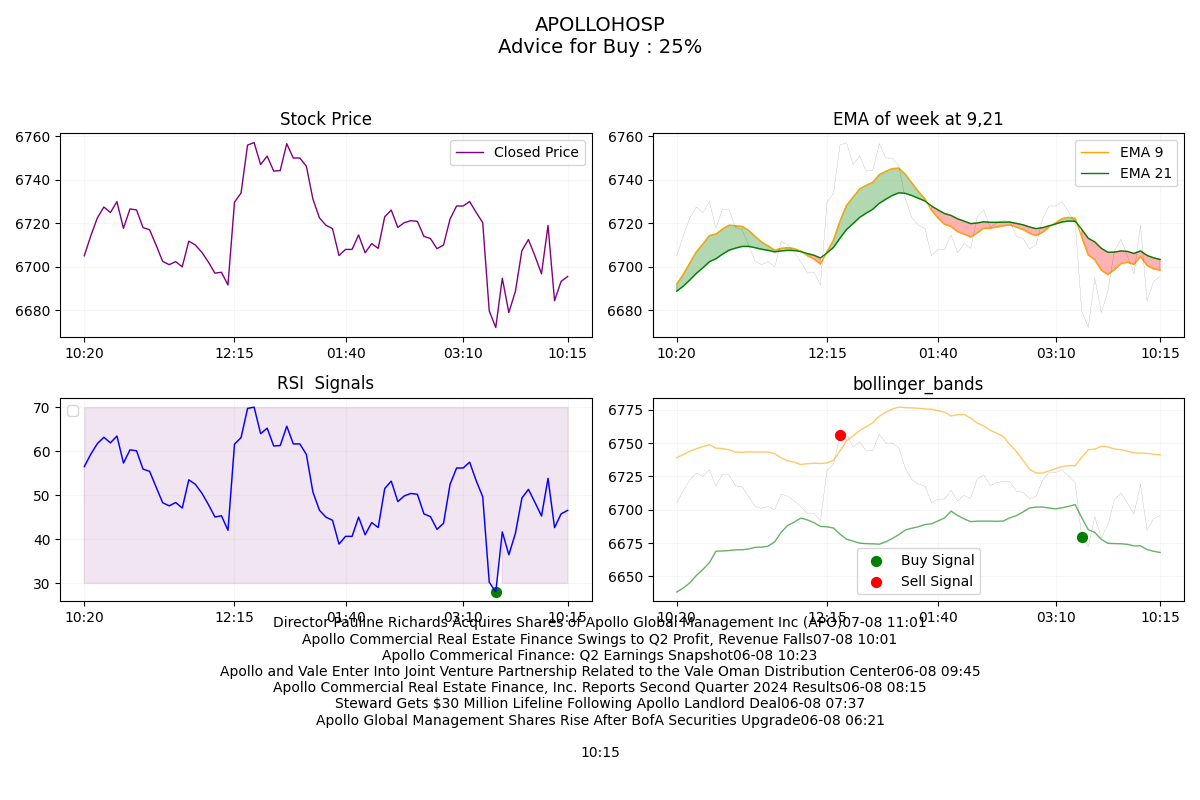 APOLLOHOSP
Advice for Buy : 25%
Stock Price
6760
6740
6720
6700
6680
Closed Price
10:20
12:15
01:40
03:10
10:15
EMA of week at 9,21
6760
6740
6720
6700
6680
EMA 9
EMA 21
10:20
12:15
01:40
03:10
10:15
RSI  Signals
70
60
50
40
30
10:20
12:15
01:40
03:10
10:15
bollinger_bands
6775
6750
6725
6700
6675
6650
Buy Signal
Sell Signal
10:20
12:15
01:40
03:10
10:15
Director Pauline Richards Acquires Shares of Apollo Global Management Inc (APO)07-08 11:01
Apollo Commercial Real Estate Finance Swings to Q2 Profit, Revenue Falls07-08 10:01
Apollo Commerical Finance: Q2 Earnings Snapshot06-08 10:23
Apollo and Vale Enter Into Joint Venture Partnership Related to the Vale Oman Distribution Center06-08 09:45
Apollo Commercial Real Estate Finance, Inc. Reports Second Quarter 2024 Results06-08 08:15
Steward Gets $30 Million Lifeline Following Apollo Landlord Deal06-08 07:37
Apollo Global Management Shares Rise After BofA Securities Upgrade06-08 06:21
10:15